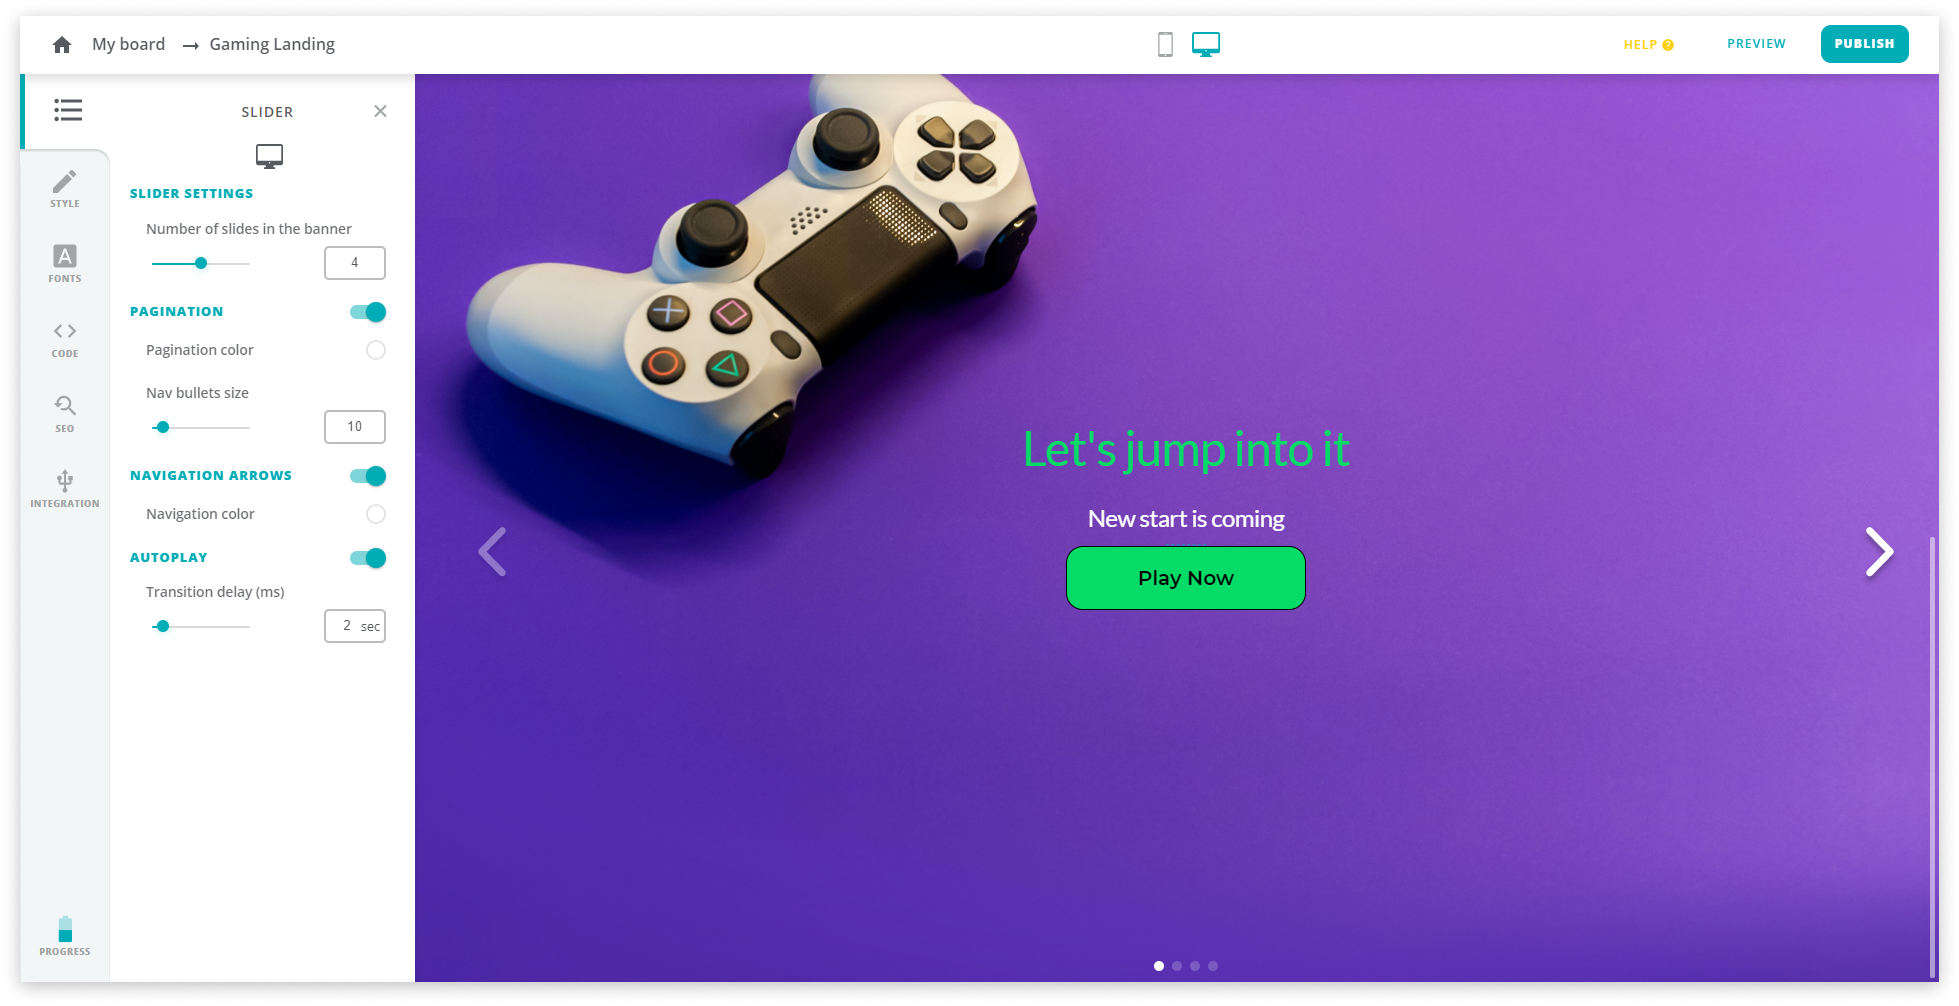 My board → Gaming Landing
HELP ?
PREVIEW
PUBLISH
SLIDER
STYLE
FONTS
CODE
SEO
INTEGRATION
PROGRESS
SLIDER SETTINGS
Number of slides in the banner
4
PAGINATION
Pagination color
Nav bullets size
10
NAVIGATION ARROWS
Navigation color
AUTOPLAY
Transition delay (ms)
2 sec
Let's jump into it
New start is coming
Play Now